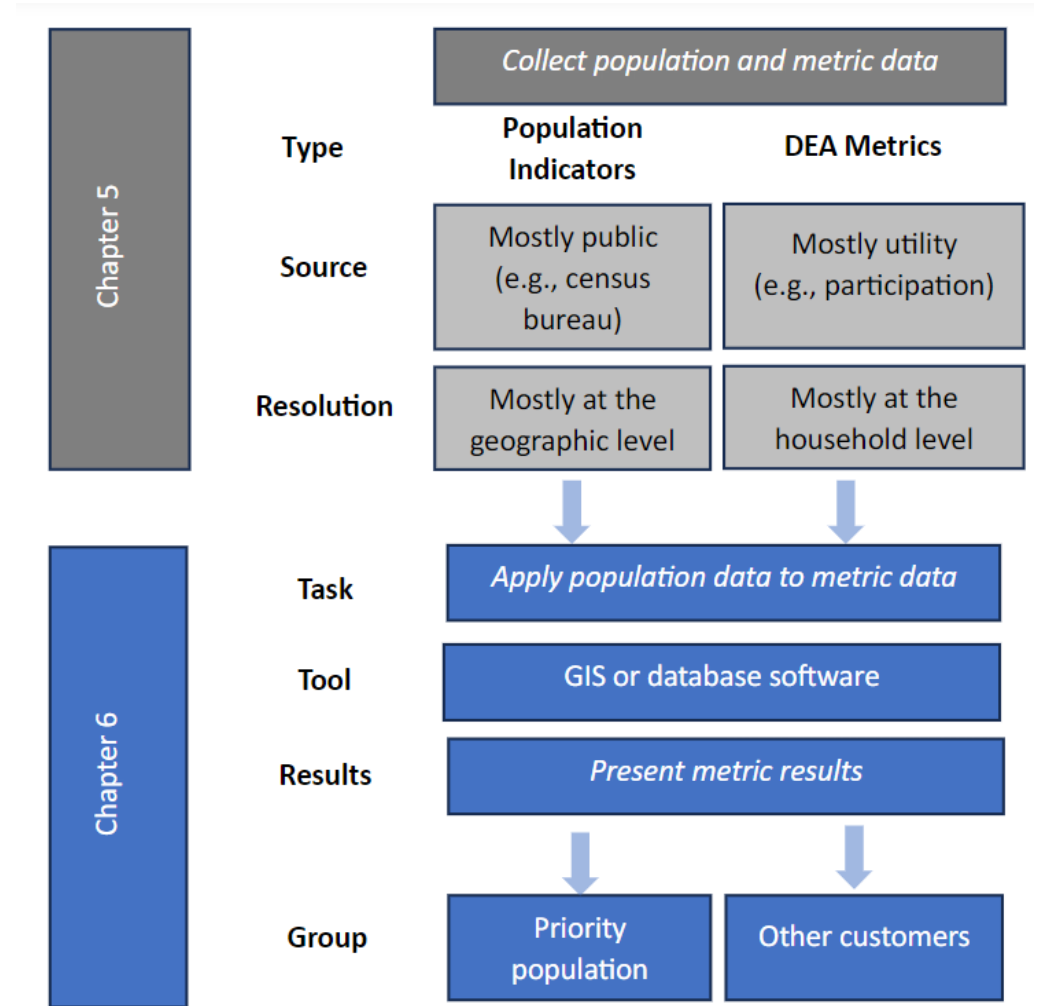 Chapter 5
Collect population and metric data
Type
Population
Indicators
DEA Metrics
Source
Mostly public
(e.g., census
bureau)
Mostly utility
(e.g., participation)
Resolution
Mostly at the
geographic level
Mostly at the
household level
Chapter 6
Task
Apply population data to metric data
Tool
GIS or database software
Results
Present metric results
Group
Priority
population
Other customers